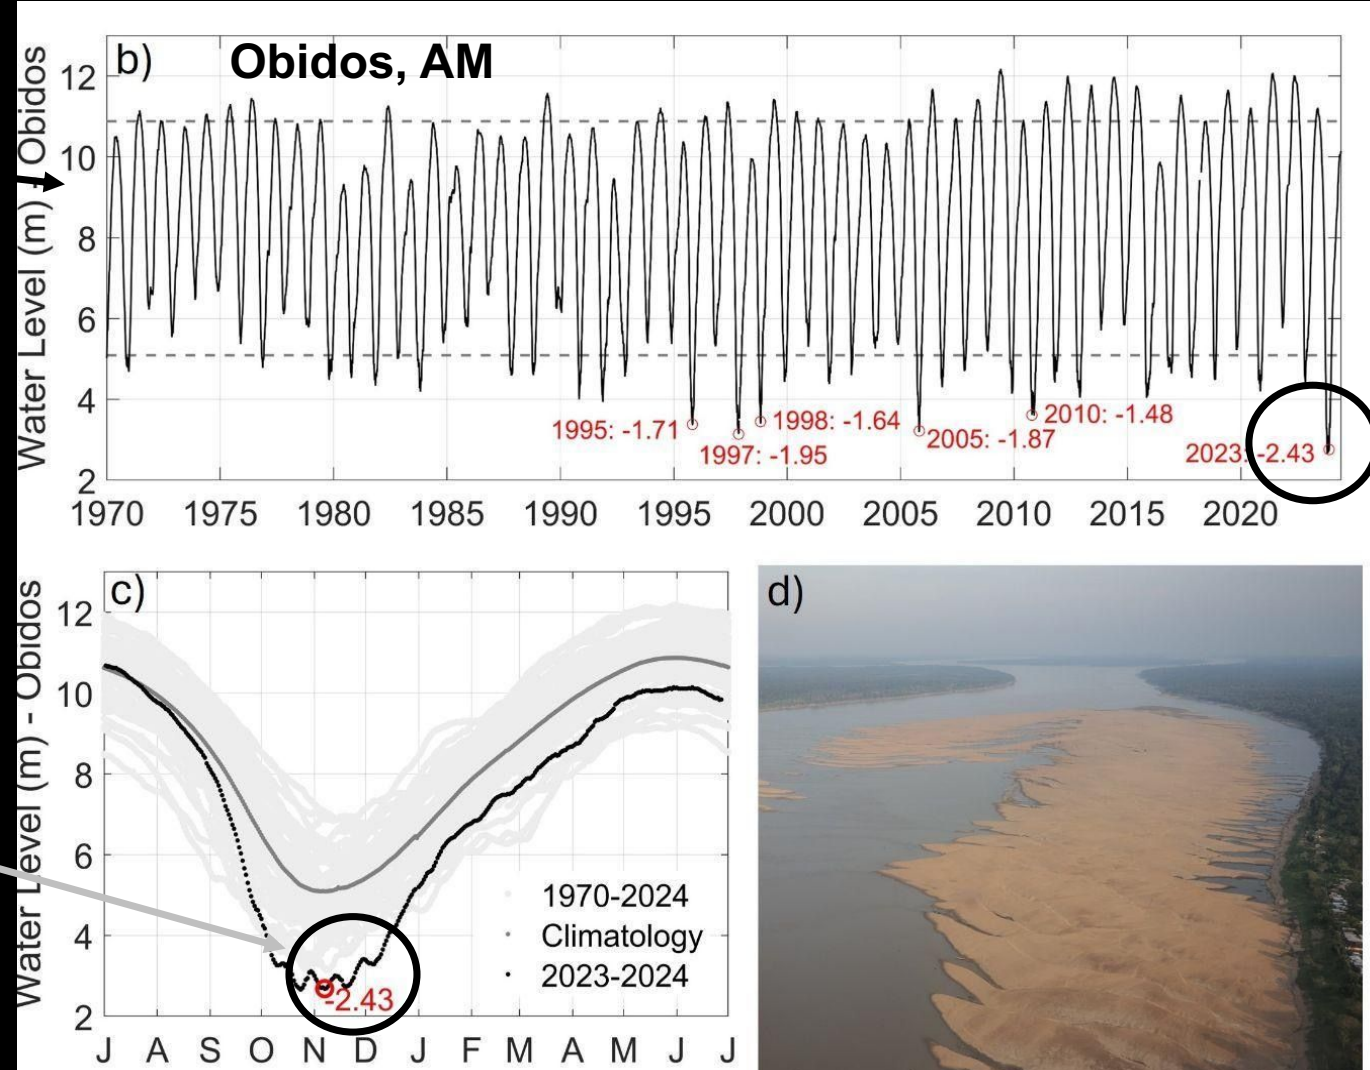 b)
Obidos, AM
Water Level (m) - Obidos
12
10
8
6
4
2
1995: -1.71
1997: -1.95
1998: -1.64
2005: -1.87
2010: -1.48
2023: -2.43
1970 1975 1980 1985 1990 1995 2000 2005 2010 2015 2020
c)
Water Level (m) - Obidos
12
10
8
6
4
2
1970-2024
Climatology
2023-2024
-2.43
J A S O N D J F M A M J J
d)